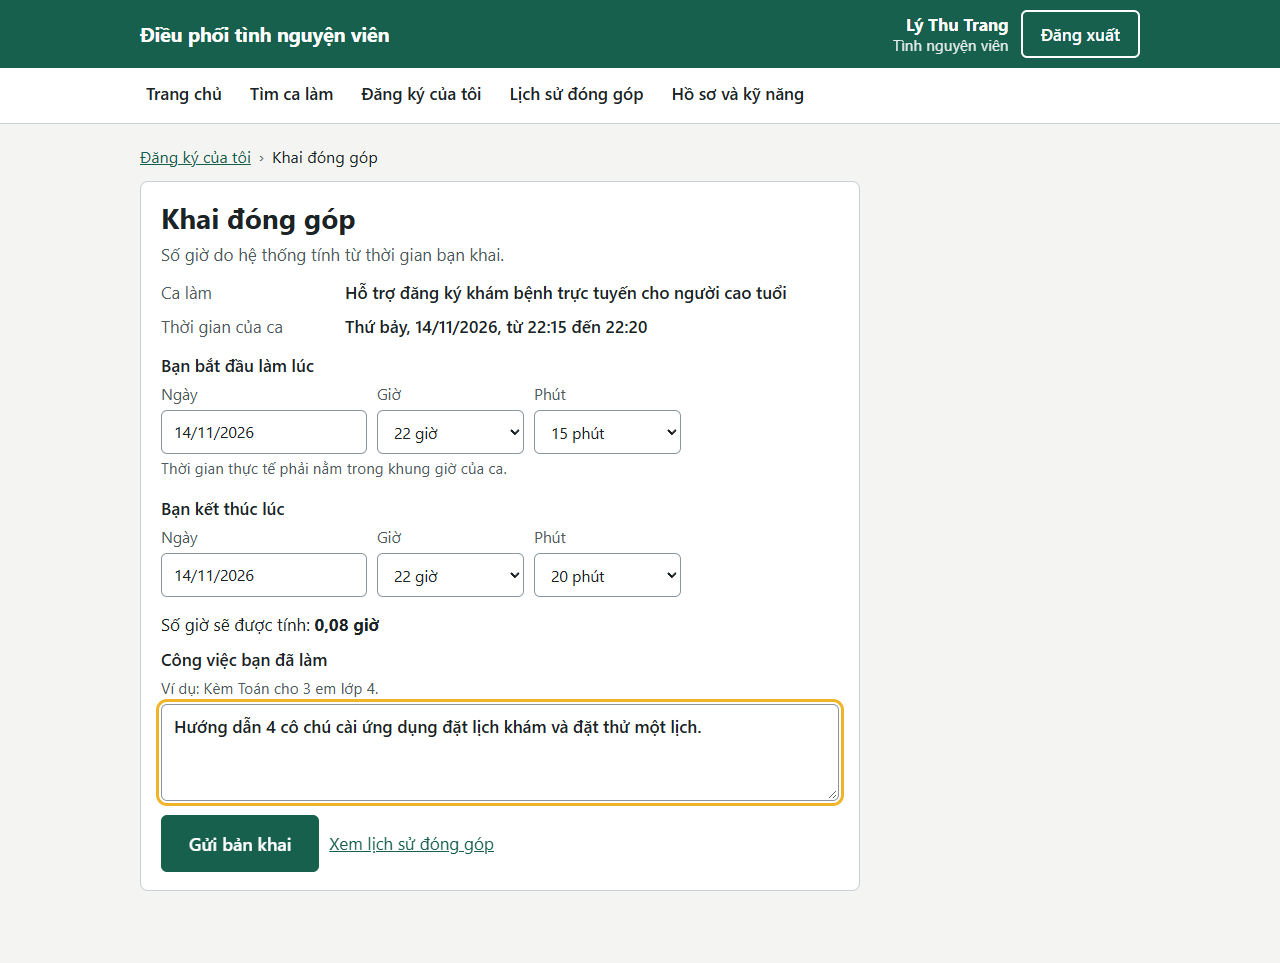 Điều phối tình nguyện viên
Lý Thu Trang
Tình nguyện viên
Đăng xuất
Trang chủ
Tìm ca làm
Đăng ký của tôi
Lịch sử đóng góp
Hồ sơ và kỹ năng
Đăng ký của tôi › Khai đóng góp
Khai đóng góp
Số giờ do hệ thống tính từ thời gian bạn khai.
Ca làm
Hỗ trợ đăng ký khám bệnh trực tuyến cho người cao tuổi
Thời gian của ca
Thứ bảy, 14/11/2026, từ 22:15 đến 22:20
Bạn bắt đầu làm lúc
Ngày
Giờ
Phút
14/11/2026
22 giờ
15 phút
Thời gian thực tế phải nằm trong khung giờ của ca.
Bạn kết thúc lúc
Ngày
Giờ
Phút
14/11/2026
22 giờ
20 phút
Số giờ sẽ được tính: 0,08 giờ
Công việc bạn đã làm
Ví dụ: Kèm Toán cho 3 em lớp 4.
Hướng dẫn 4 cô chú cài ứng dụng đặt lịch khám và đặt thử một lịch.
Gửi bản khai
Xem lịch sử đóng góp